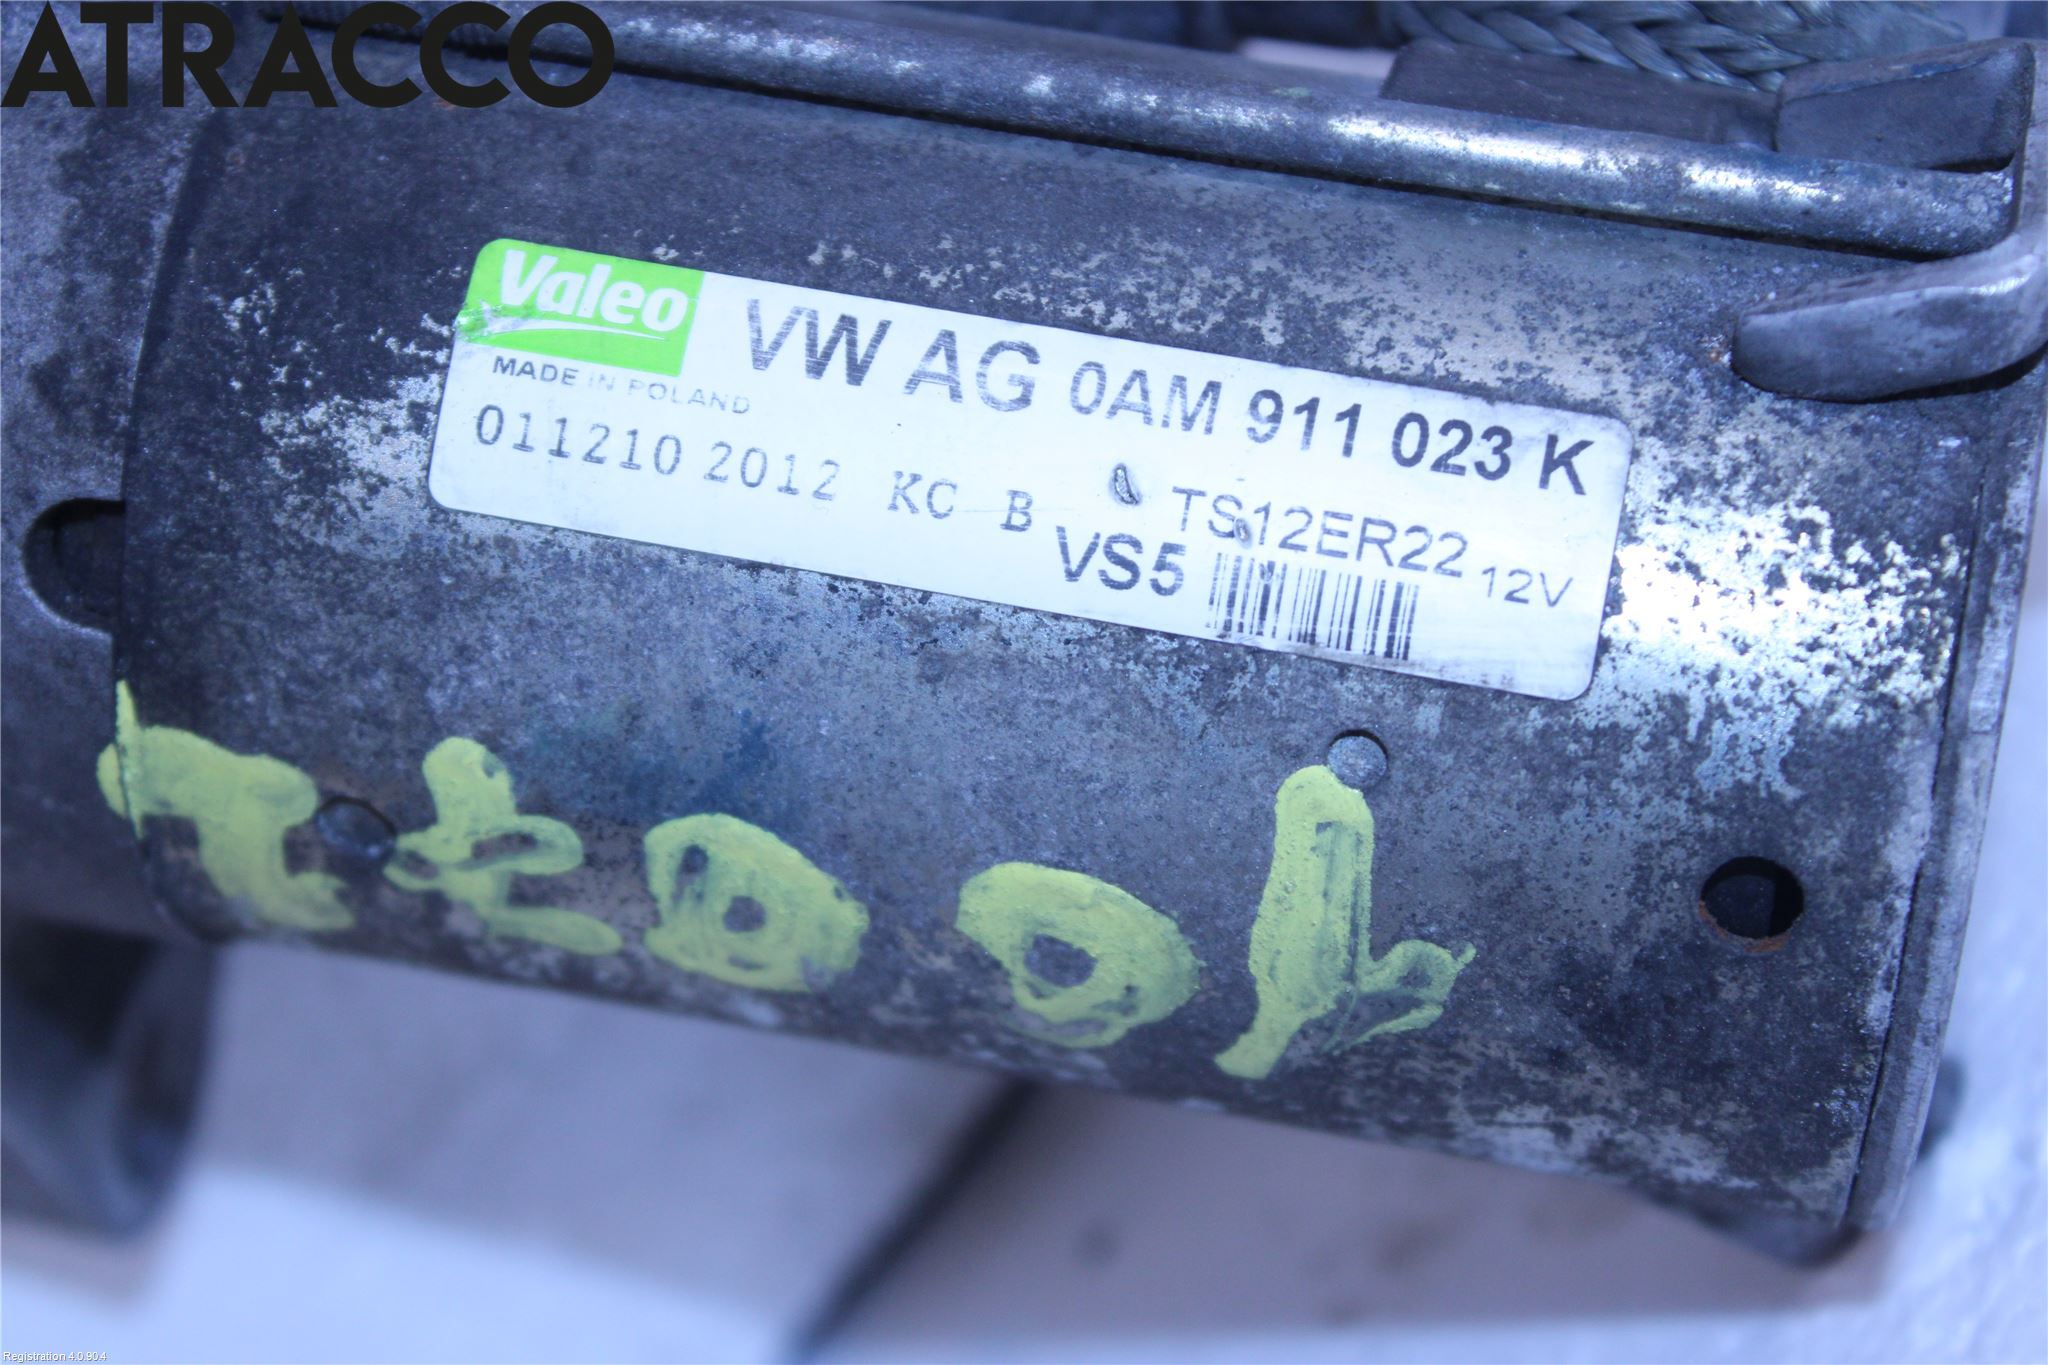 ATRACCO
Valeo
VW AG 0AM 911 023 K
MADE IN POLAND
011210 2012 KC B
TS12ER22 12V
VS5
Registration 4.0.90.4